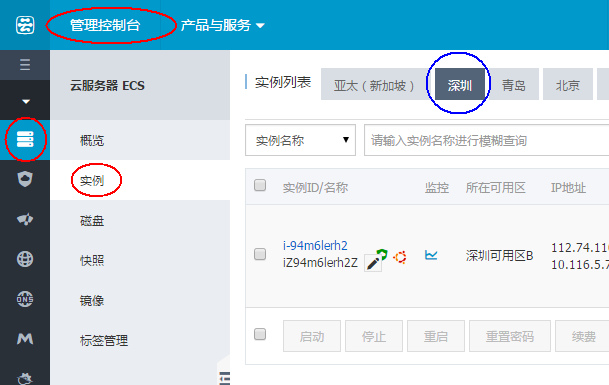 管理控制台 产品与服务
云服务器 ECS
概览
实例
磁盘
快照
镜像
标签管理
DNS
实例列表 亚太（新加坡） 深圳 青岛 北京
实例名称 请输入实例名称进行模糊查询
实例ID/名称 监控 所在可用区 IP地址
i-94m6lerh2
iZ94m6lerh2Z 深圳可用区B
112.74.11
10.116.5.7
启动 停止 重启 重置密码 续费